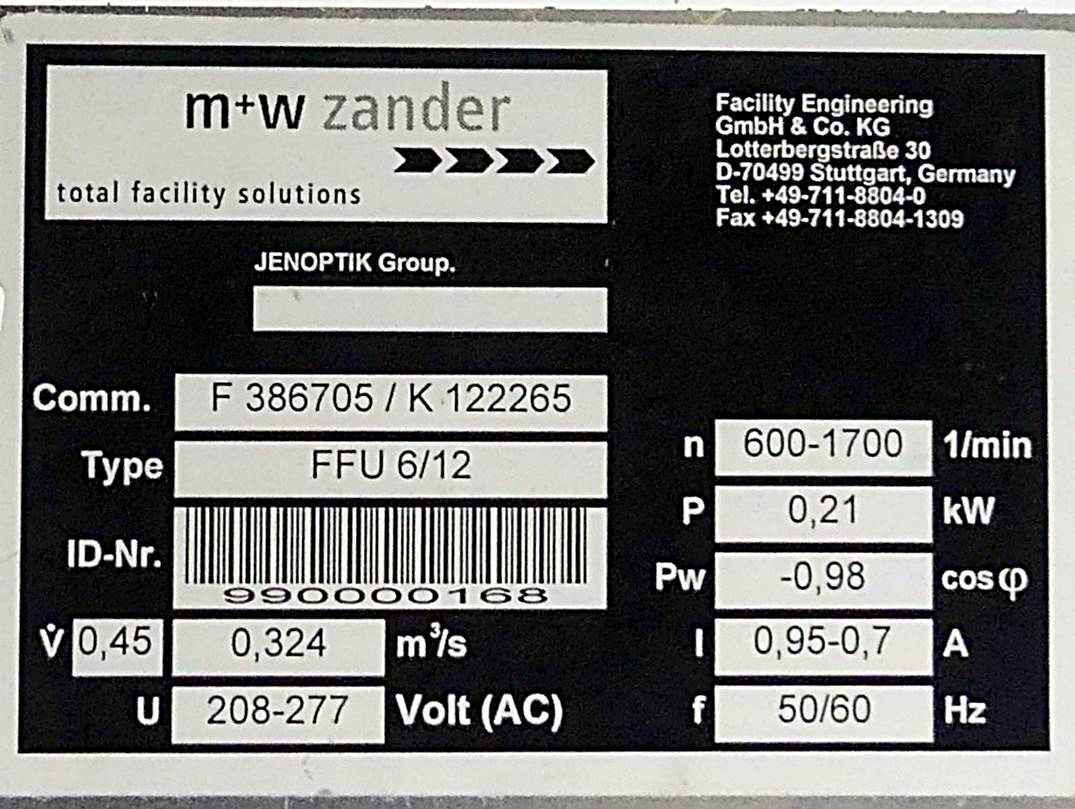 m+w zander
total facility solutions
Facility Engineering
GmbH & Co. KG
Lotterbergstraße 30
D-70499 Stuttgart, Germany
Tel. +49-711-8804-0
Fax +49-711-8804-1309
JENOPTIK Group.
Comm. F 386705 / K 122265
Type FFU 6/12
ID-Nr. 990000168
V̇ 0,45 0,324 m³/s
U 208-277 Volt (AC)
n 600-1700 1/min
P 0,21 kW
Pw -0,98 cos φ
I 0,95-0,7 A
f 50/60 Hz